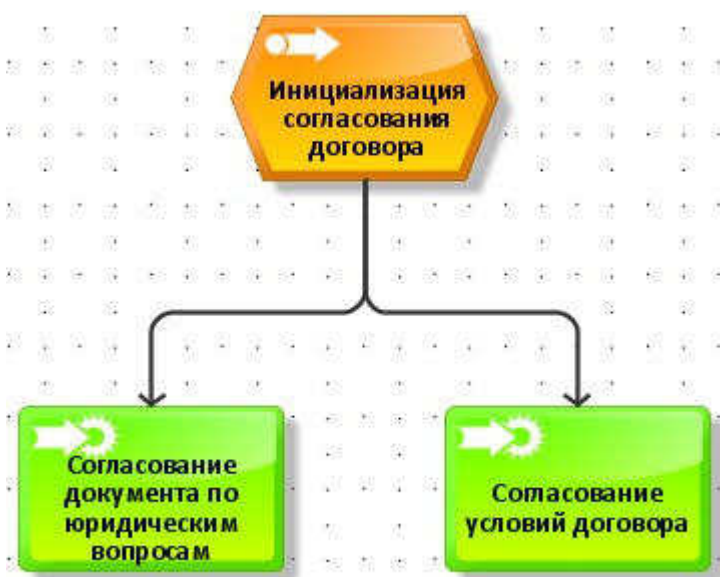 Инициализация
согласования
договора
Согласование
документа по
юридическим
вопросам
Согласование
условий договора